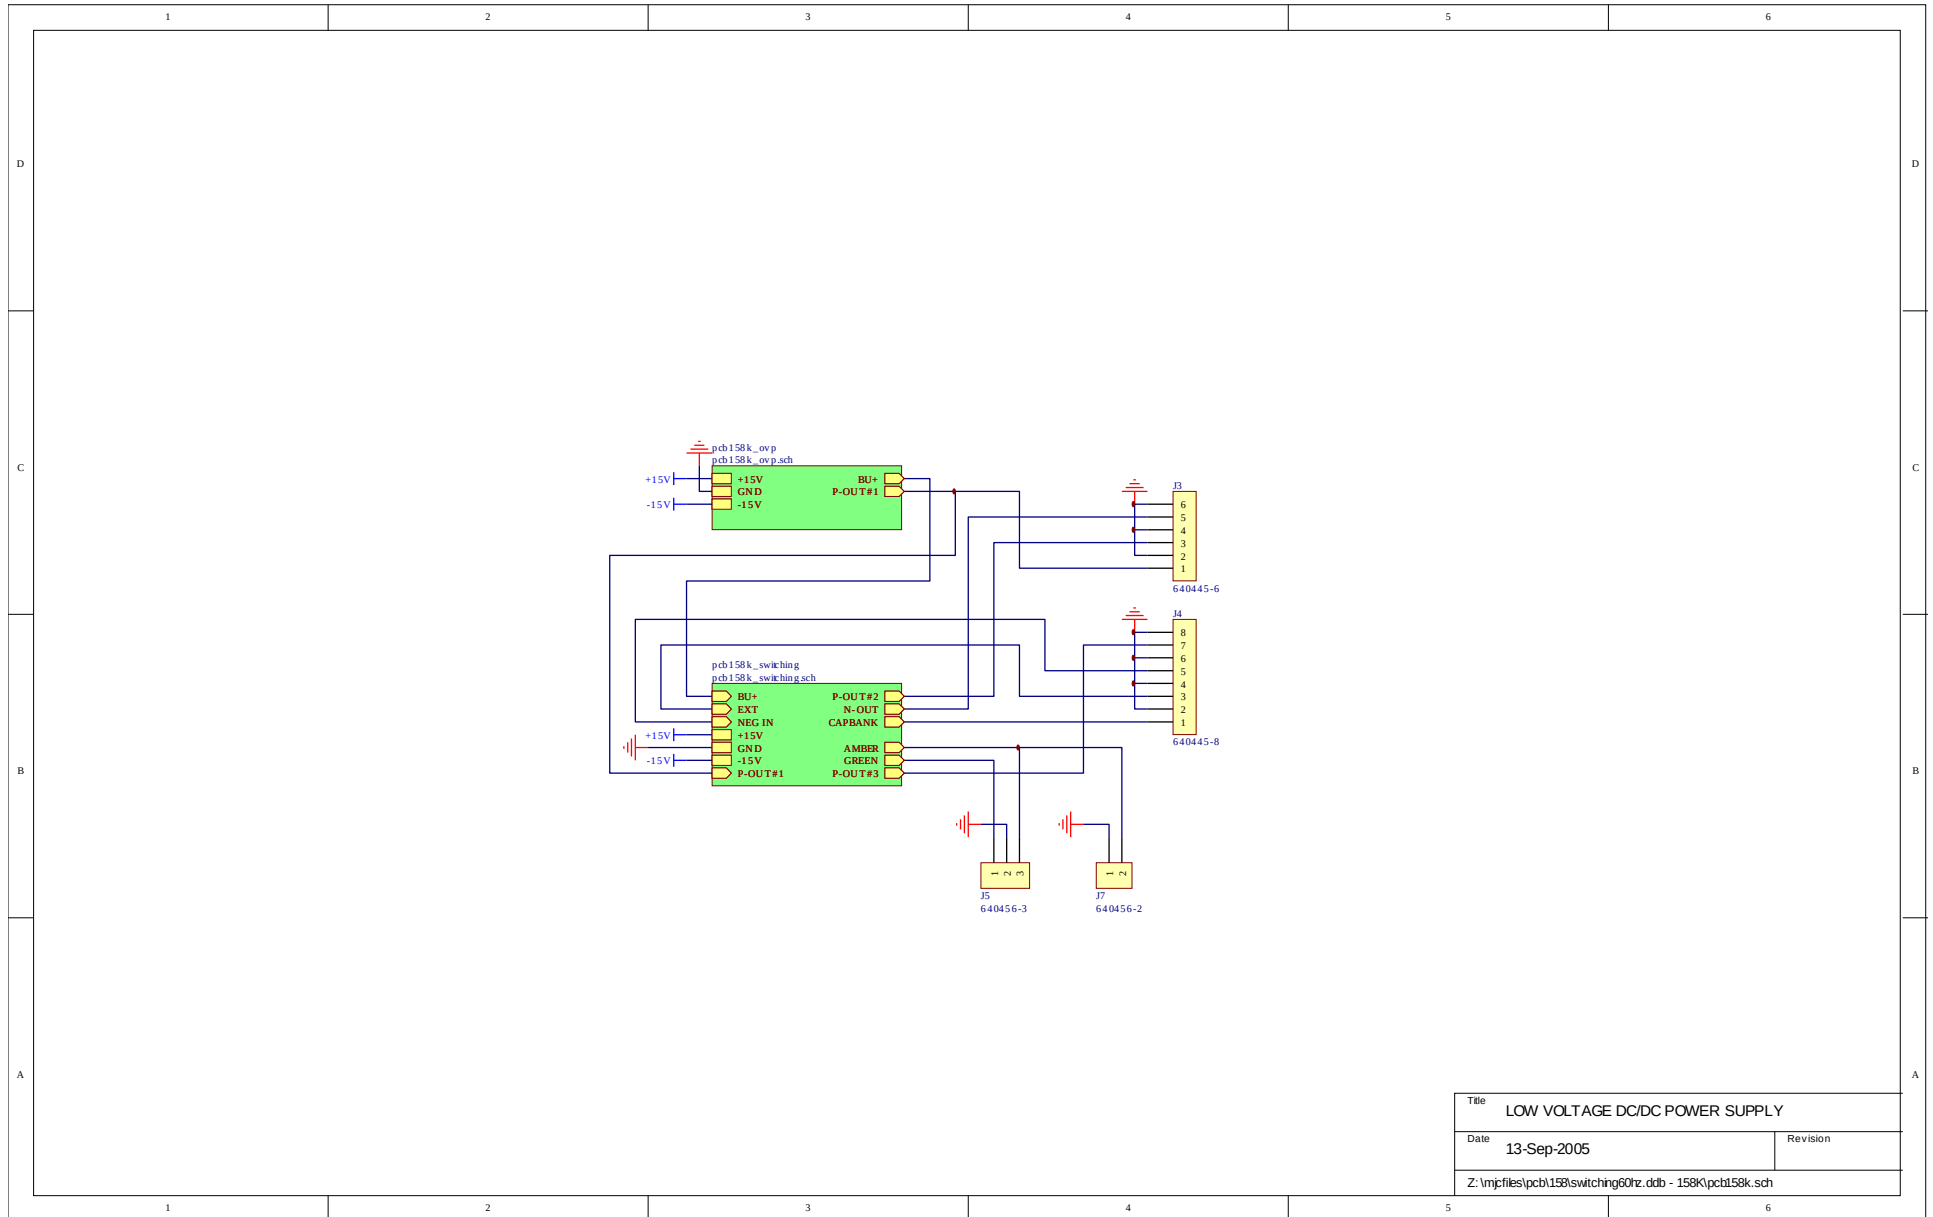 1 2 3 4 5 6
D D
C C
B B
A A
pcb158k_ovp
pcb158k_ovp.sch
+15V
-15V
+15V
GND
-15V
BU+
P-OUT#1
J3
6
5
4
3
2
1
640445-6
J4
8
7
6
5
4
3
2
1
640445-8
pcb158k_switching
pcb158k_switching.sch
+15V
-15V
BU+
EXT
NEG IN
+15V
GND
-15V
P-OUT#1
P-OUT#2
N-OUT
CAPBANK
AMBER
GREEN
P-OUT#3
1 2 3
J5
640456-3
1 2
J7
640456-2
Title
LOW VOLTAGE DC/DC POWER SUPPLY
Date
13-Sep-2005
Revision
Z:\mjcfiles\pcb\158\switching60hz.ddb - 158K\pcb158k.sch
1 2 3 4 5 6